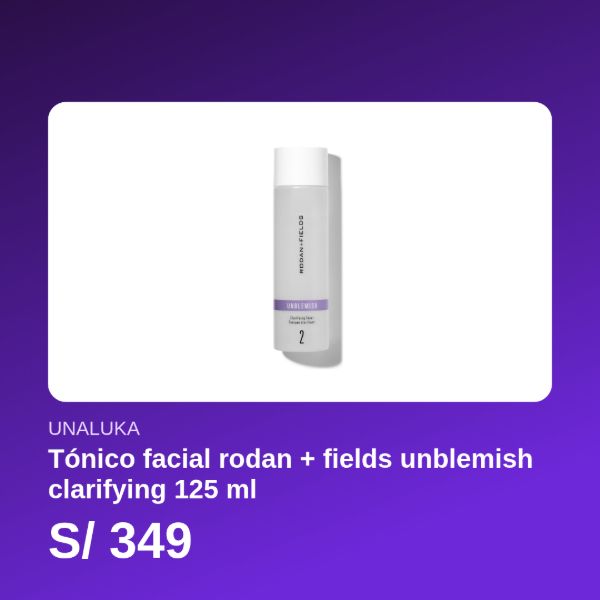 RODAN+FIELDS
UNBLEMISH
2
UNALUKA
Tónico facial rodan + fields unblemish
clarifying 125 ml
S/ 349